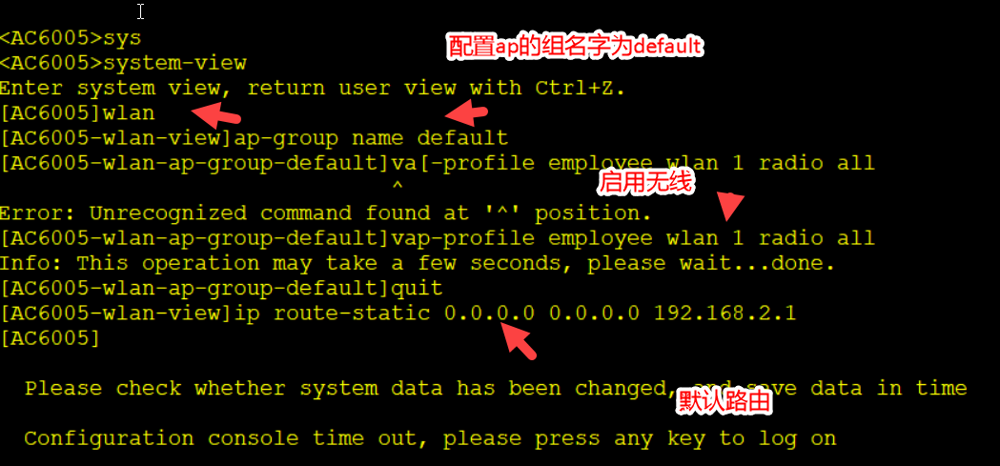 <AC6005>sys
配置ap的组名字为default
<AC6005>system-view
Enter system view, return user view with Ctrl+Z.
[AC6005]wlan
[AC6005-wlan-view]ap-group name default
[AC6005-wlan-ap-group-default]va[-profile employee wlan 1 radio all
启用无线
^
Error: Unrecognized command found at '^' position.
[AC6005-wlan-ap-group-default]vap-profile employee wlan 1 radio all
Info: This operation may take a few seconds, please wait...done.
[AC6005-wlan-ap-group-default]quit
[AC6005-wlan-view]ip route-static 0.0.0.0 0.0.0.0 192.168.2.1
[AC6005]
Please check whether system data has been changed, and save data in time
默认路由
Configuration console time out, please press any key to log on